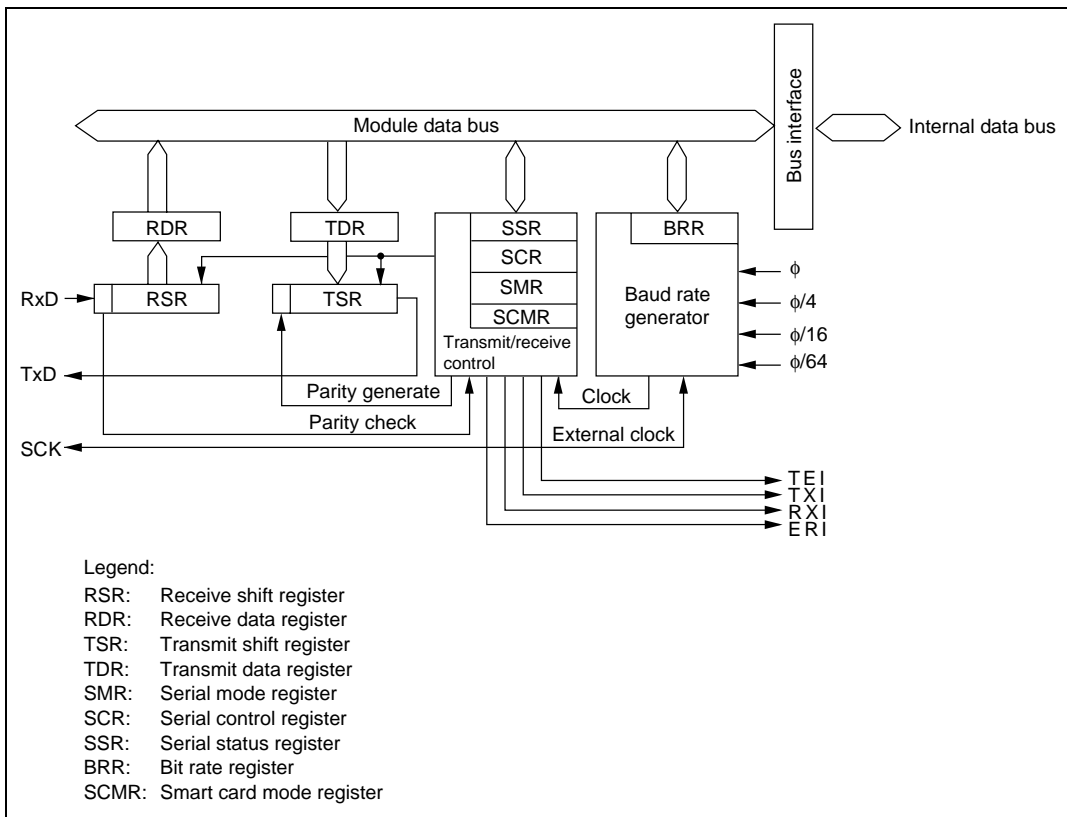 Bus interface
Module data bus
Internal data bus
RDR
TDR
SSR
BRR
SCR
RxD
RSR
TSR
SMR
Baud rate
generator
SCMR
ϕ
ϕ/4
ϕ/16
ϕ/64
Transmit/receive
control
TxD
Parity generate
Clock
Parity check
External clock
SCK
TEI
TXI
RXI
ERI
Legend:
RSR: Receive shift register
RDR: Receive data register
TSR: Transmit shift register
TDR: Transmit data register
SMR: Serial mode register
SCR: Serial control register
SSR: Serial status register
BRR: Bit rate register
SCMR: Smart card mode register